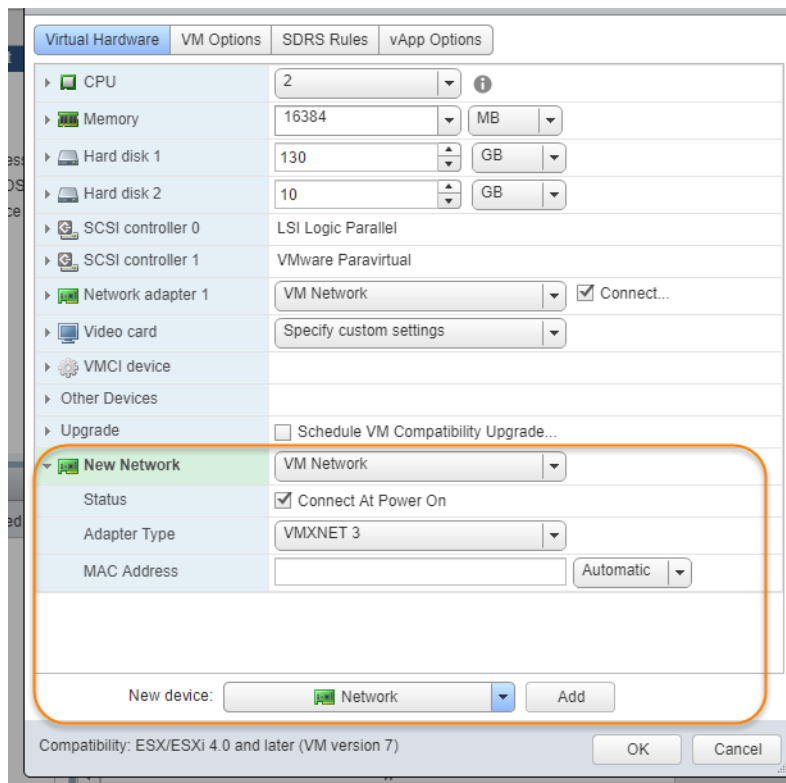 Virtual Hardware VM Options SDRS Rules vApp Options
CPU 2
Memory 16384 MB
Hard disk 1 130 GB
Hard disk 2 10 GB
SCSI controller 0 LSI Logic Parallel
SCSI controller 1 VMware Paravirtual
Network adapter 1 VM Network Connect...
Video card Specify custom settings
VMCI device
Other Devices
Upgrade Schedule VM Compatibility Upgrade...
New Network VM Network
Status Connect At Power On
Adapter Type VMXNET 3
MAC Address Automatic
New device: Network Add
Compatibility: ESX/ESXi 4.0 and later (VM version 7) OK Cancel